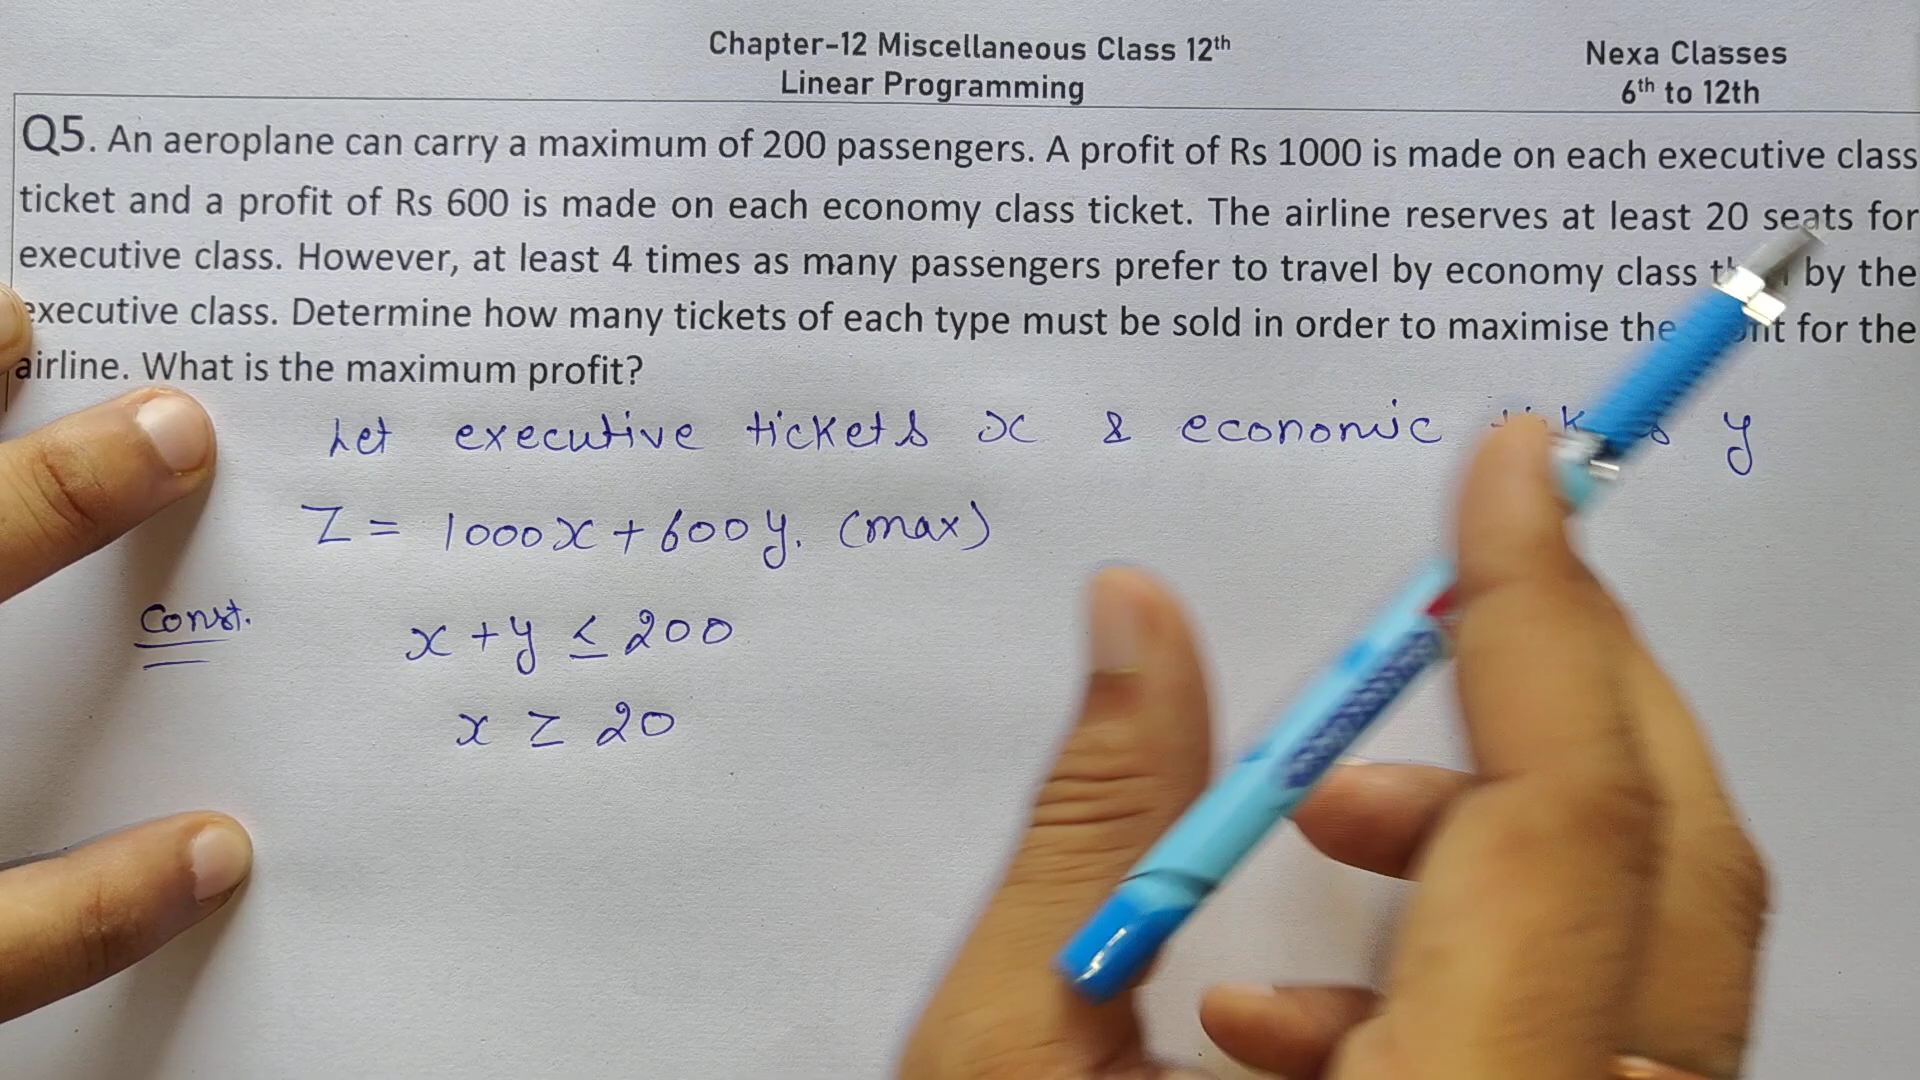 Chapter-12 Miscellaneous Class 12th
Linear Programming
Nexa Classes
6th to 12th
Q5. An aeroplane can carry a maximum of 200 passengers. A profit of Rs 1000 is made on each executive class
ticket and a profit of Rs 600 is made on each economy class ticket. The airline reserves at least 20 seats for
executive class. However, at least 4 times as many passengers prefer to travel by economy class by the
executive class. Determine how many tickets of each type must be sold in order to maximise the for the
airline. What is the maximum profit?
Let executive tickets x & economic y
Z = 1000x + 600y. (max)
Const. x + y ≤ 200
x ≥ 20